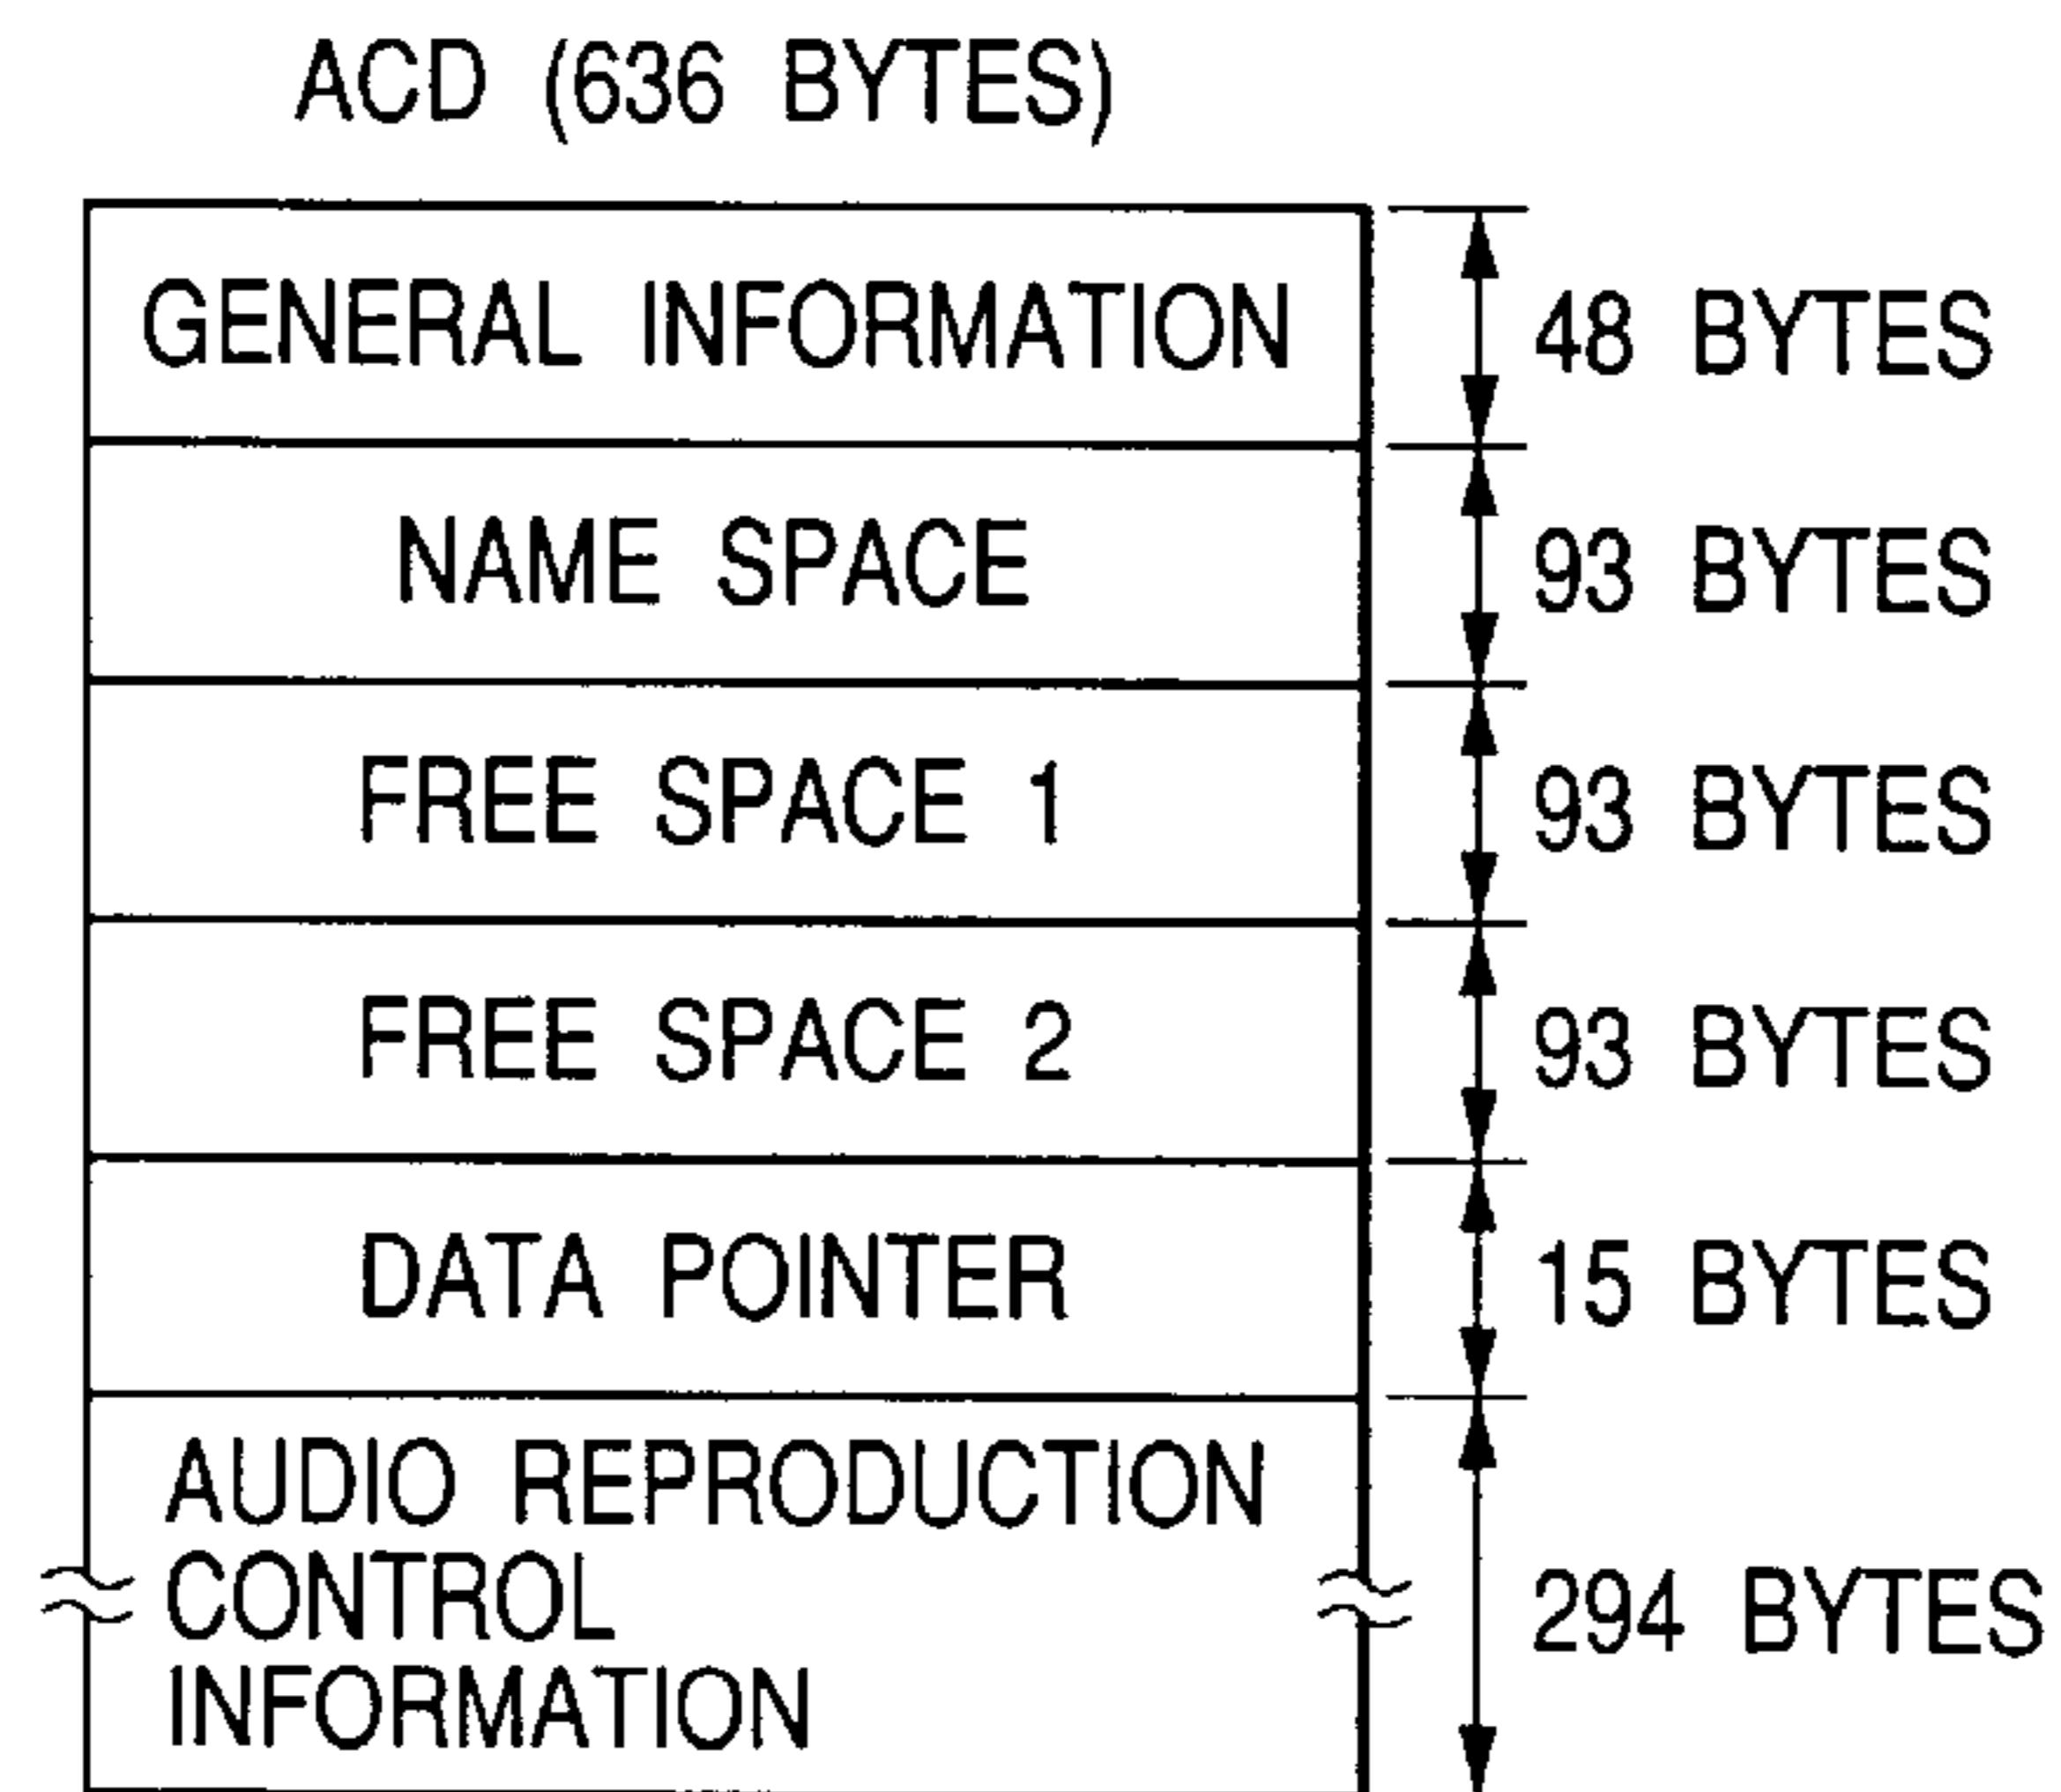 ACD (636 BYTES)
GENERAL INFORMATION
48 BYTES
NAME SPACE
93 BYTES
FREE SPACE 1
93 BYTES
FREE SPACE 2
93 BYTES
DATA POINTER
15 BYTES
AUDIO REPRODUCTION
CONTROL
INFORMATION
294 BYTES